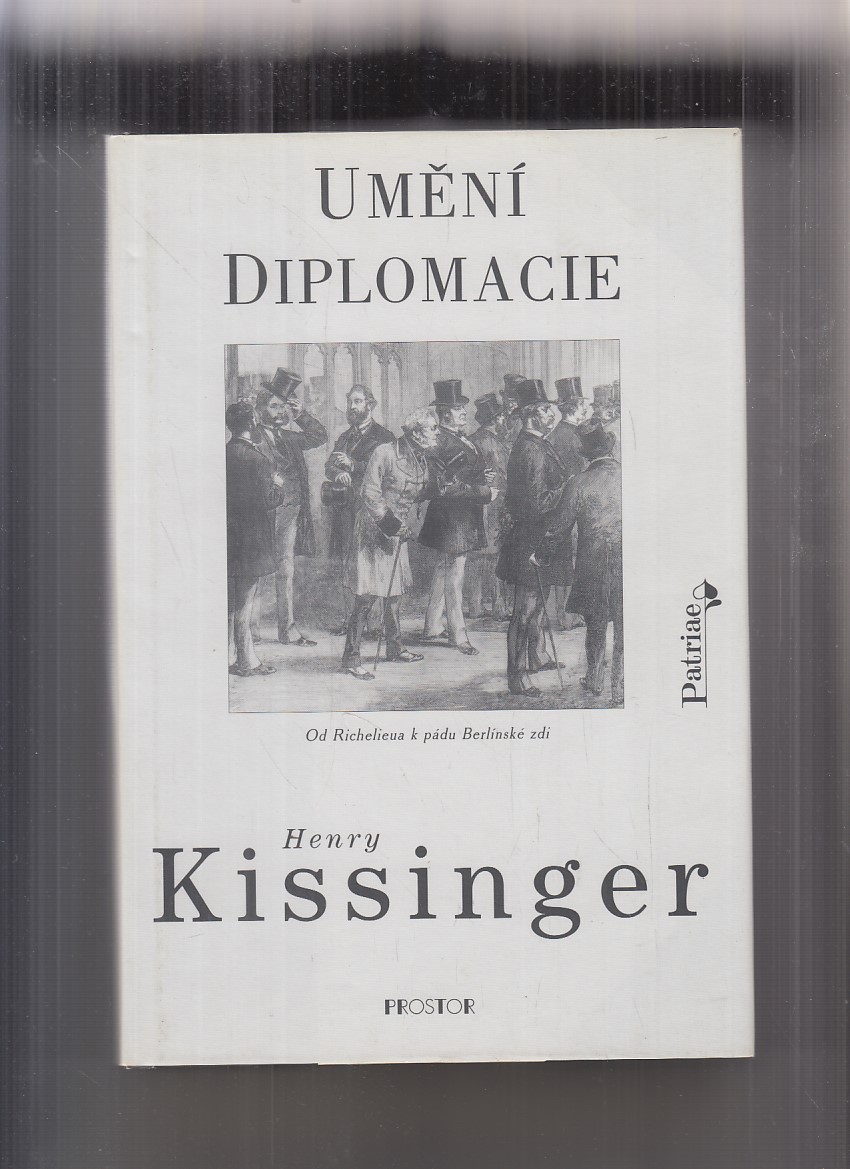 UMĚNÍ
DIPLOMACIE
Patriae
Od Richelieua k pádu Berlínské zdi
Henry
Kissinger
PROSTOR